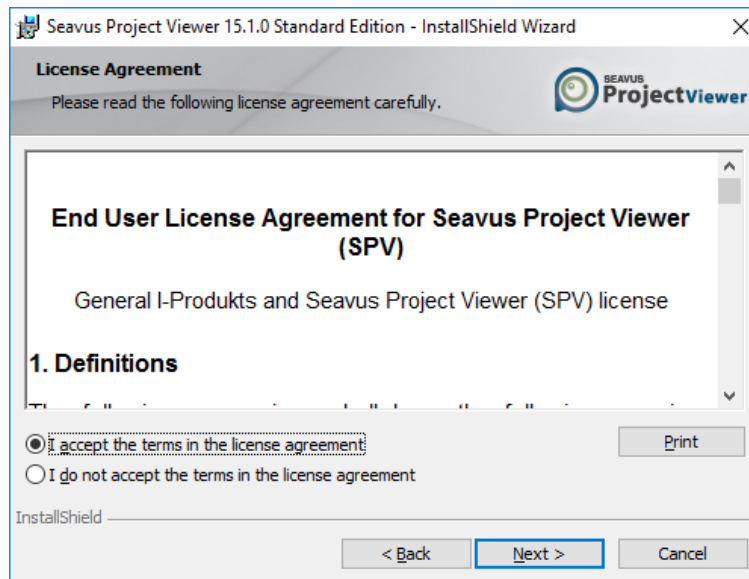 Seavus Project Viewer 15.1.0 Standard Edition - InstallShield Wizard
License Agreement
Please read the following license agreement carefully.
SEAVUS
ProjectViewer
End User License Agreement for Seavus Project Viewer
(SPV)
General I-Produkts and Seavus Project Viewer (SPV) license
1. Definitions
I accept the terms in the license agreement
Print
I do not accept the terms in the license agreement
InstallShield
< Back
Next >
Cancel